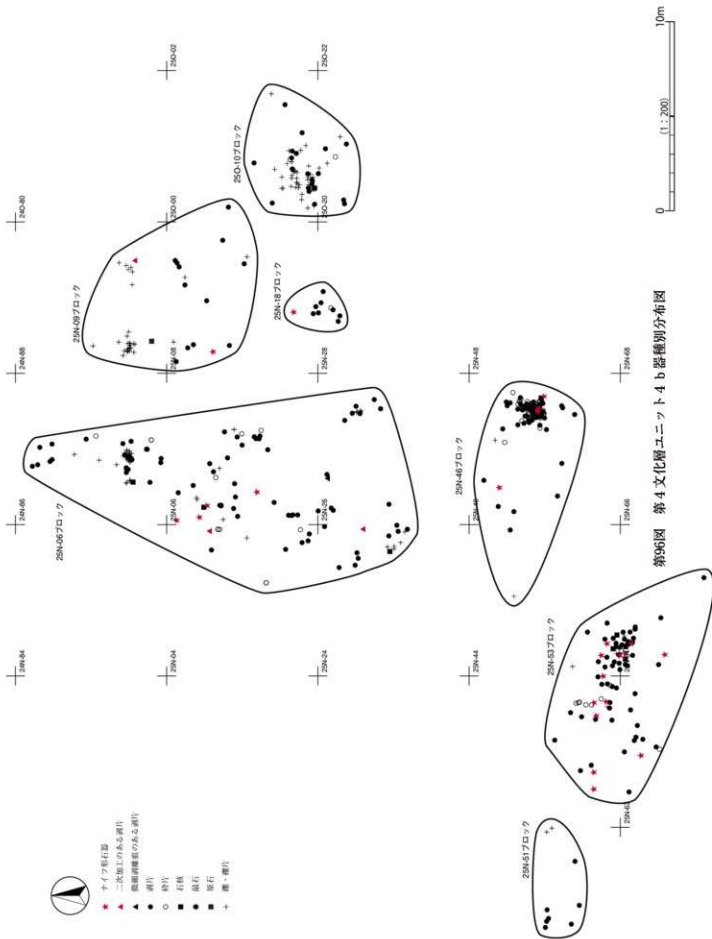 ナイフ形石器
二次加工のある剥片
微細剥離痕のある剥片
剥片
砕片
石核
敲石
原石
礫・礫片
24N-84
24N-86
24N-88
24O-80
25N-04
25N-06
25N-08
25O-00
25O-02
25N-24
25N-26
25N-28
25O-20
25O-22
25N-44
25N-48
25N-66
25N-68
25N-06ブロック
25N-09ブロック
25O-10ブロック
25N-18ブロック
25N-46ブロック
25N-53ブロック
25N-51ブロック
0
(1:200)
10m
第96図 第4文化層ユニット4b器種別分布図